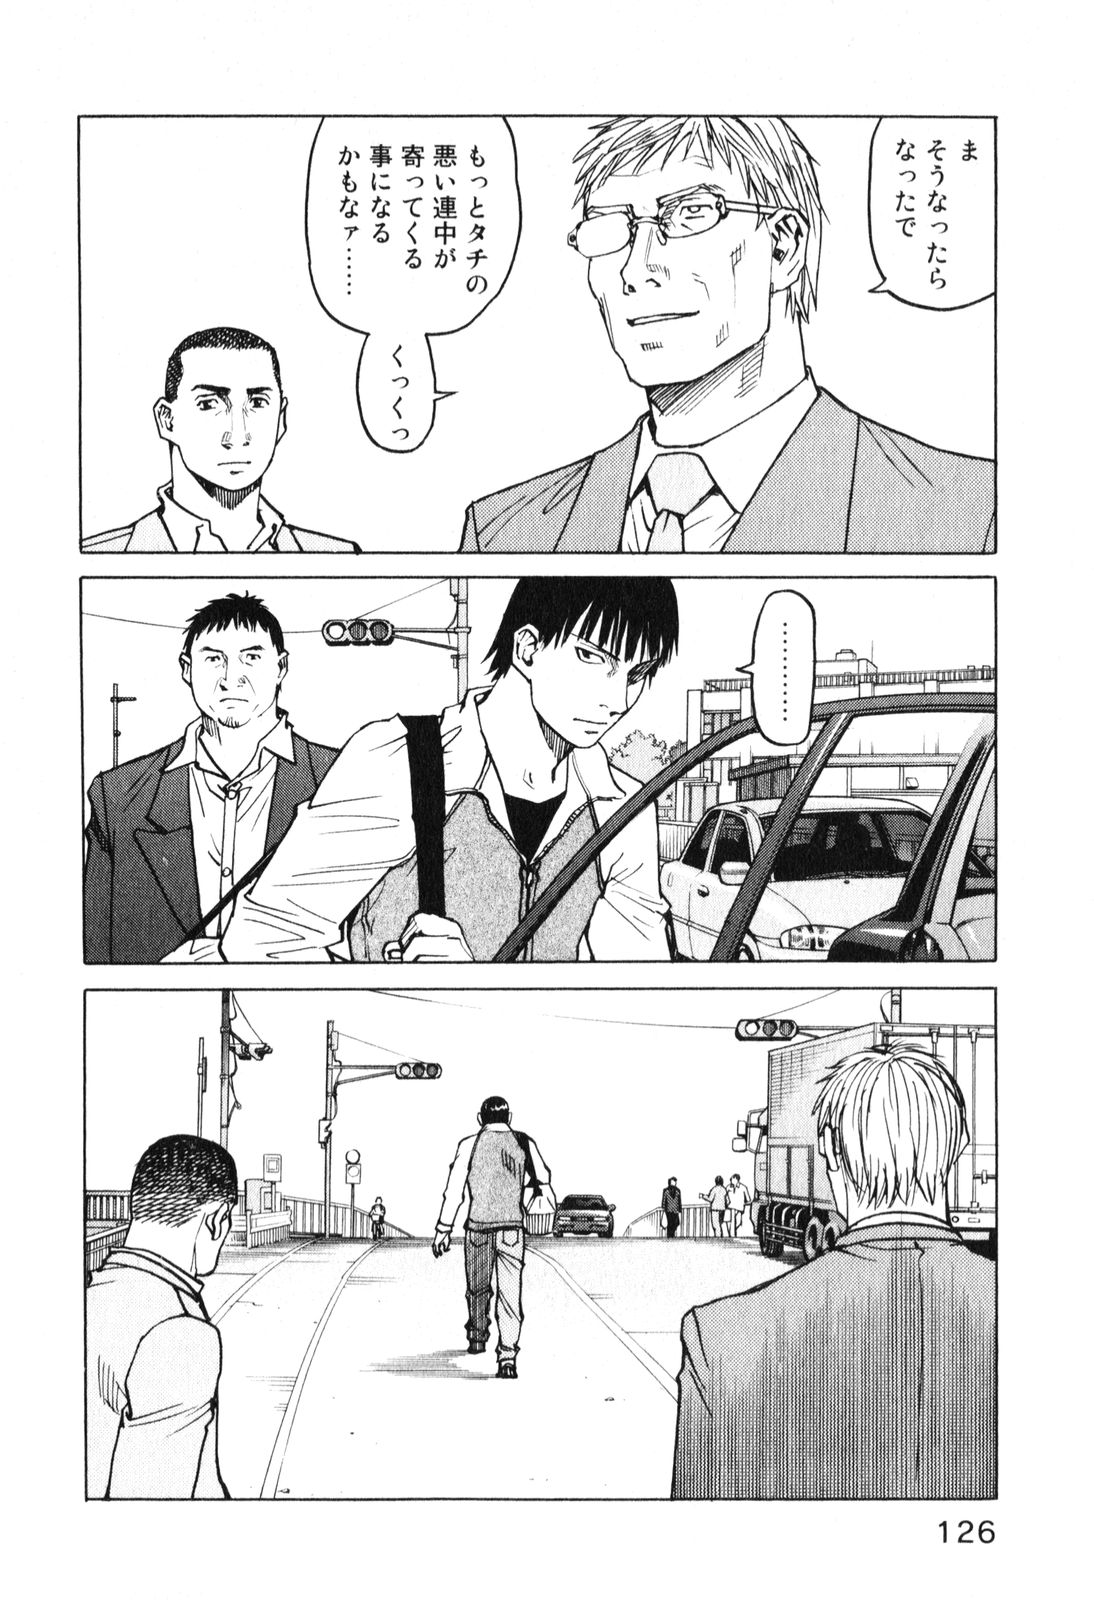 ま
そうなったら
なったで
もっとタチの
悪い連中が
寄ってくる
事になる
かもなァ……
くっくっ
…………
126